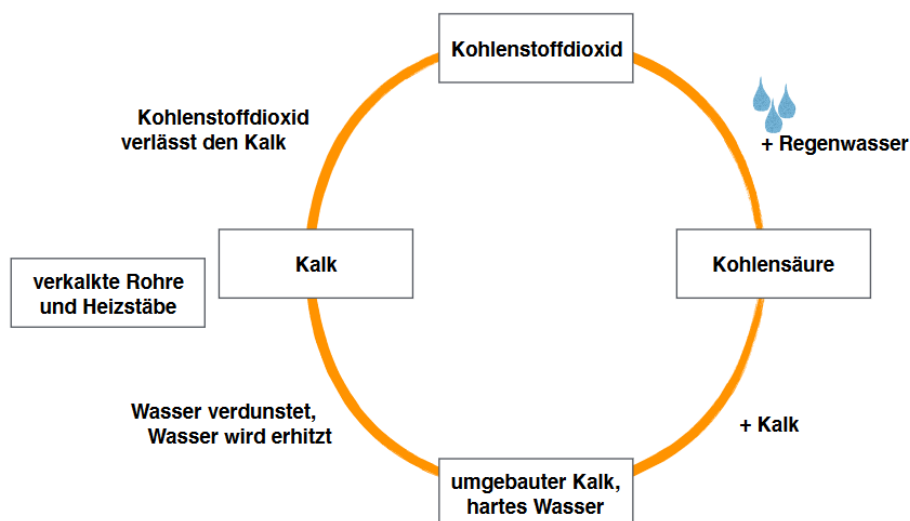 Kohlenstoffdioxid
Kohlenstoffdioxid
verlässt den Kalk
+ Regenwasser
Kalk
Kohlensäure
verkalkte Rohre
und Heizstäbe
Wasser verdunstet,
Wasser wird erhitzt
+ Kalk
umgebauter Kalk,
hartes Wasser